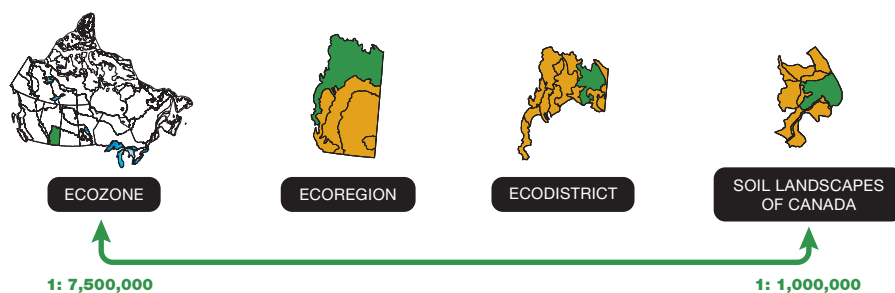 ECOZONE
ECOREGION
ECODISTRICT
SOIL LANDSCAPES
OF CANADA
1: 7,500,000
1: 1,000,000